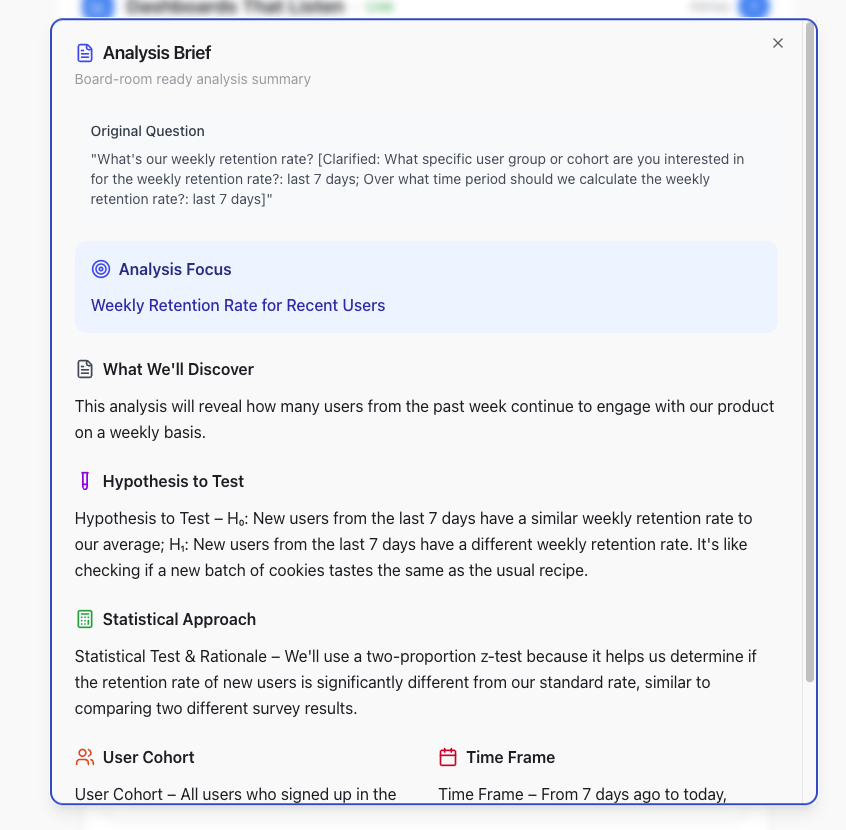 Dashboards That Listen
Live
Analysis Brief
Board-room ready analysis summary
Original Question
"What's our weekly retention rate? [Clarified: What specific user group or cohort are you interested in
for the weekly retention rate?: last 7 days; Over what time period should we calculate the weekly
retention rate?: last 7 days]"
Analysis Focus
Weekly Retention Rate for Recent Users
What We'll Discover
This analysis will reveal how many users from the past week continue to engage with our product
on a weekly basis.
Hypothesis to Test
Hypothesis to Test – H₀: New users from the last 7 days have a similar weekly retention rate to
our average; H₁: New users from the last 7 days have a different weekly retention rate. It's like
checking if a new batch of cookies tastes the same as the usual recipe.
Statistical Approach
Statistical Test & Rationale – We'll use a two-proportion z-test because it helps us determine if
the retention rate of new users is significantly different from our standard rate, similar to
comparing two different survey results.
User Cohort
Time Frame
User Cohort – All users who signed up in the
Time Frame – From 7 days ago to today,